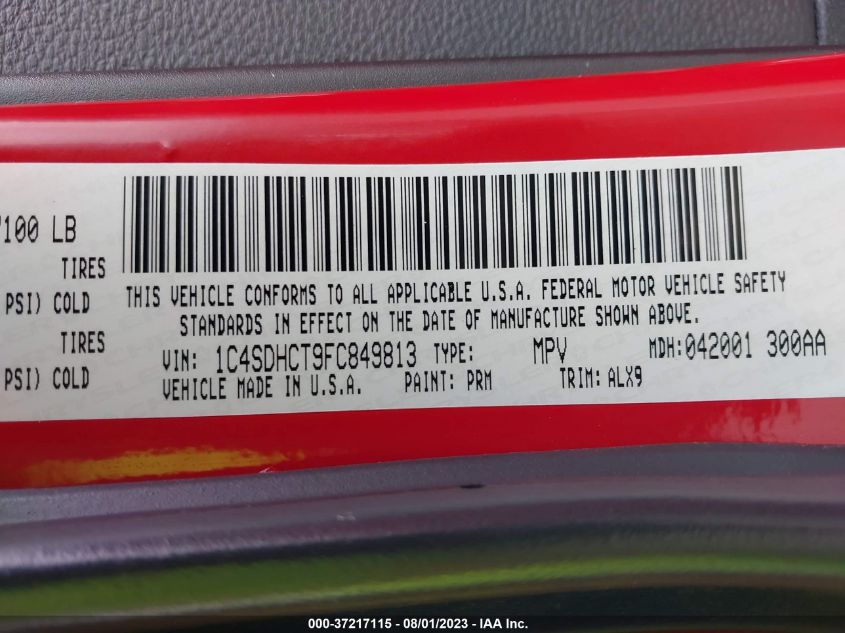 100 LB
TIRES
PSI) COLD
TIRES
PSI) COLD
THIS VEHICLE CONFORMS TO ALL APPLICABLE U.S.A. FEDERAL MOTOR VEHICLE SAFETY
STANDARDS IN EFFECT ON THE DATE OF MANUFACTURE SHOWN ABOVE.
VIN: 1C4SDHCT9FC849813 TYPE: MPV MDH:042001 300AA
VEHICLE MADE IN U.S.A. PAINT: PRM TRIM: ALX9
000-37217115 — 08/01/2023 — IAA Inc.